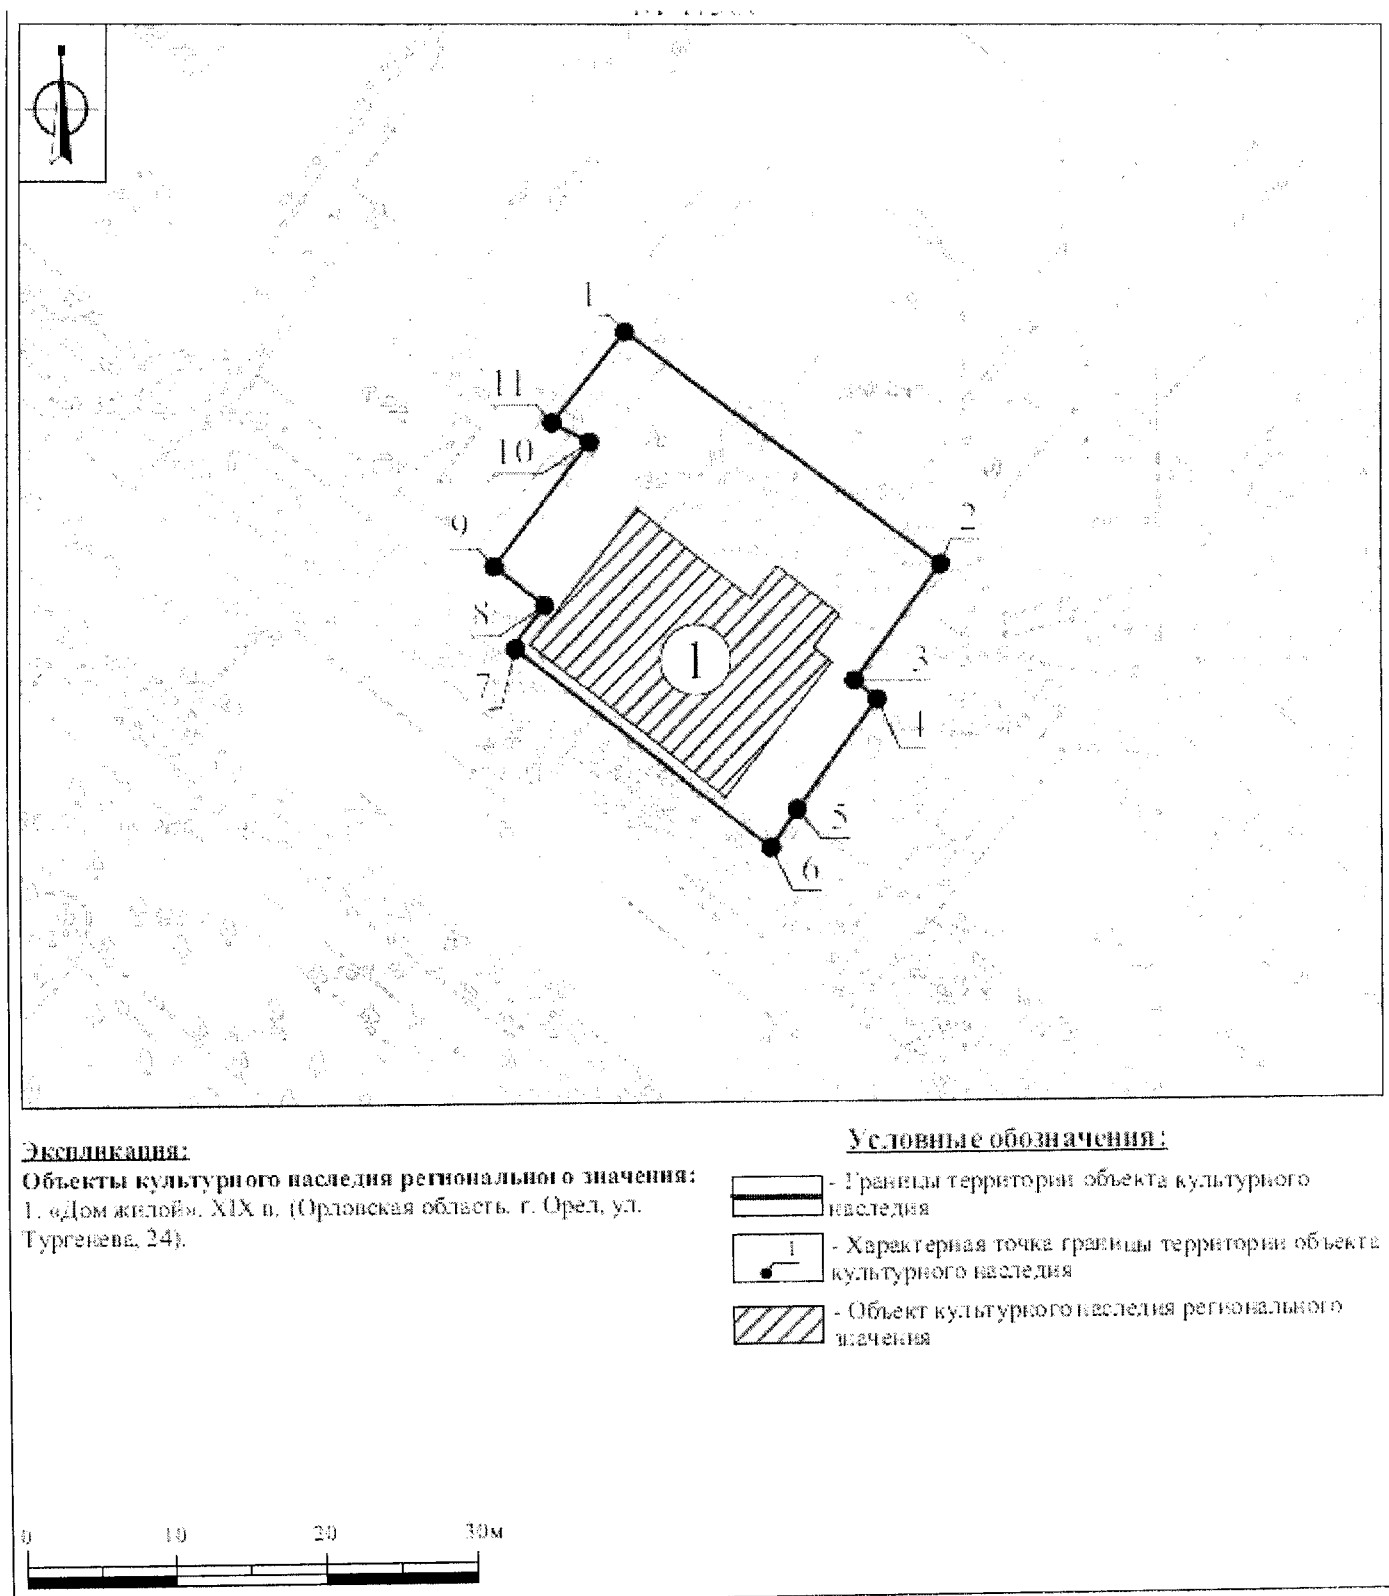 1
11
10
2
9
8
1
3
7
4
5
6
Экспликация:
Объекты культурного наследия регионального значения:
1. «Дом жилой». XIX в. (Орловская область. г. Орел, ул.
Тургенева, 24).
Условные обозначения:
- Границы территории объекта культурного
наследия
1
- Характерная точка границы территории объекта
культурного наследия
- Объект культурного наследия регионального
значения
0 10 20 30м